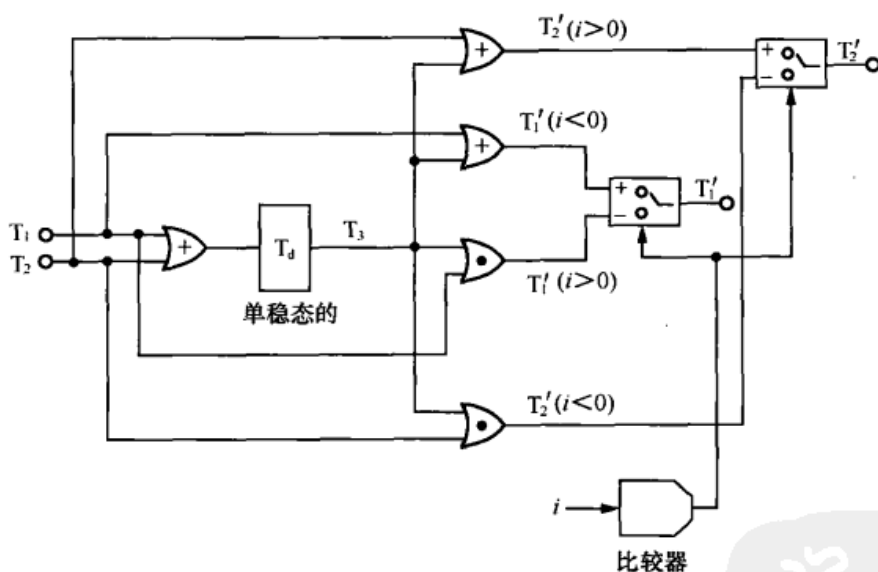 T₂′(i>0)
+
+
−
T₂′
T₁′(i<0)
+
+
−
T₁′
T₁
T₂
+
T_d
T₃
单稳态的
T₁′(i>0)
T₂′(i<0)
i
比较器